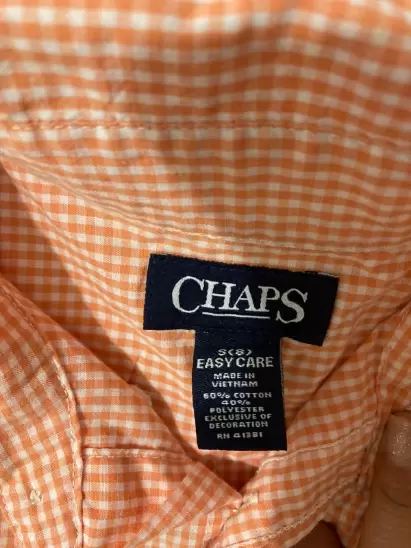 CHAPS
S(8)
EASY CARE
MADE IN
VIETNAM
60% COTTON
40%
POLYESTER
EXCLUSIVE OF
DECORATION
RN 41381